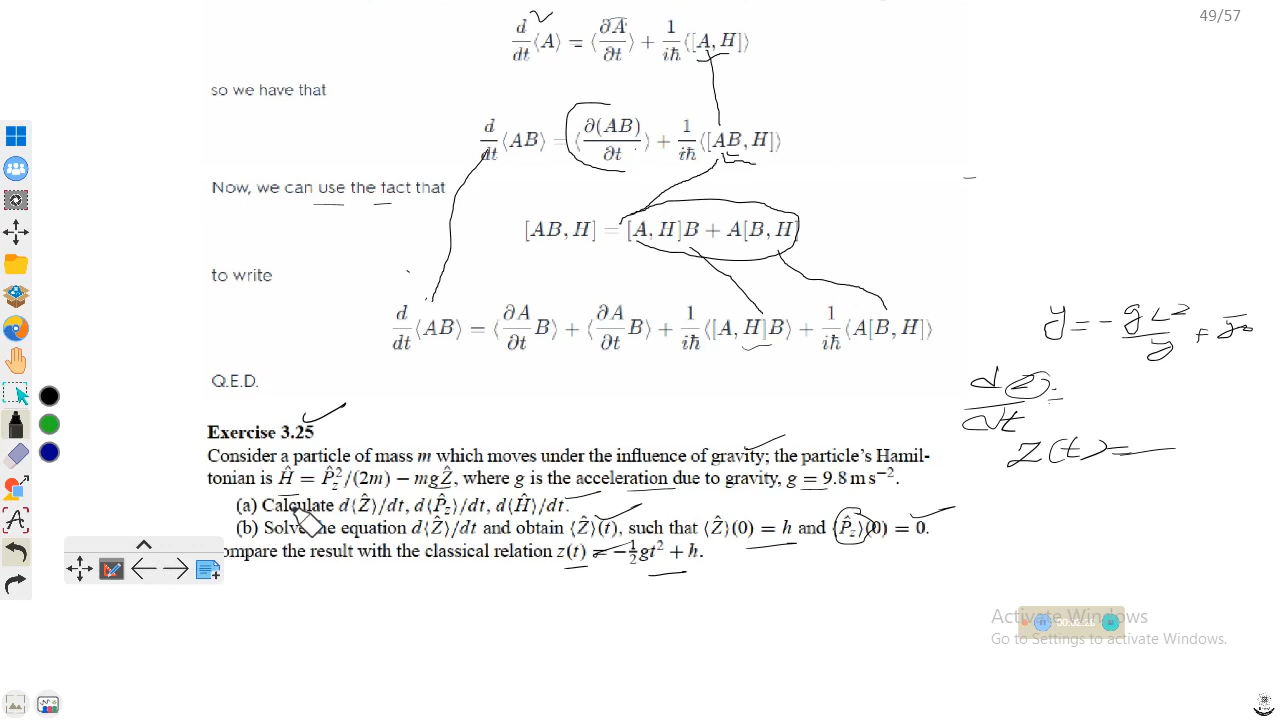 49/57
d/dt ⟨A⟩ = ⟨∂A/∂t⟩ + 1/iħ ⟨[A, H]⟩
so we have that
d/dt ⟨AB⟩ = ⟨∂(AB)/∂t⟩ + 1/iħ ⟨[AB, H]⟩
Now, we can use the fact that
[AB, H] = [A, H]B + A[B, H]
to write
d/dt ⟨AB⟩ = ⟨∂A/∂t B⟩ + ⟨∂A/∂t B⟩ + 1/iħ ⟨[A, H]B⟩ + 1/iħ ⟨A[B, H]⟩
Q.E.D.
d/dt
z(t) =
Exercise 3.25
Consider a particle of mass m which moves under the influence of gravity; the particle's Hamil-
tonian is Ĥ = P̂z²/(2m) − mgẐ, where g is the acceleration due to gravity, g = 9.8 m s⁻².
(a) Calculate d⟨Ẑ⟩/dt, d⟨P̂z⟩/dt, d⟨Ĥ⟩/dt.
(b) Solve the equation d⟨Ẑ⟩/dt and obtain ⟨Ẑ⟩(t), such that ⟨Ẑ⟩(0) = h and ⟨P̂z⟩(0) = 0.
ompare the result with the classical relation z(t) = −½gt² + h.
Activate Windows
Go to Settings to activate Windows.